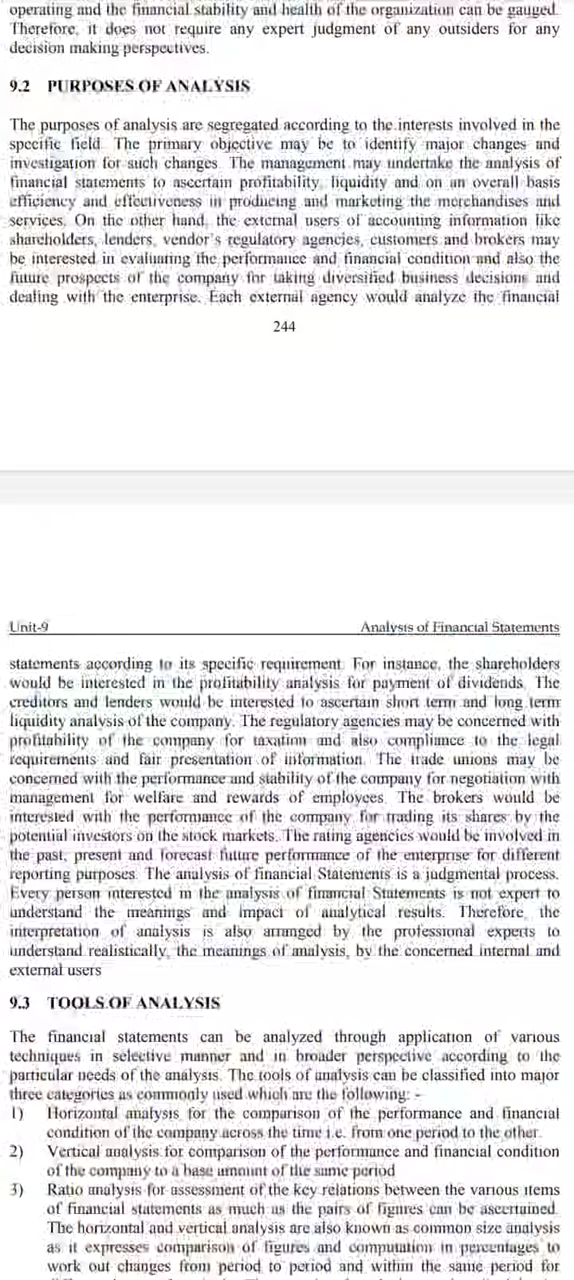 operating and the financial stability and health of the organization can be gauged.
Therefore, it does not require any expert judgment of any outsiders for any
decision making perspectives.
9.2 PURPOSES OF ANALYSIS
The purposes of analysis are segregated according to the interests involved in the
specific field. The primary objective may be to identify major changes and
investigation for such changes. The management may undertake the analysis of
financial statements to ascertain profitability, liquidity and on an overall basis
efficiency and effectiveness in producing and marketing the merchandises and
services. On the other hand, the external users of accounting information like
shareholders, lenders, vendor's regulatory agencies, customers and brokers may
be interested in evaluating the performance and financial condition and also the
future prospects of the company for taking diversified business decisions and
dealing with the enterprise. Each external agency would analyze the financial
244
Unit-9 Analysis of Financial Statements
statements according to its specific requirement. For instance, the shareholders
would be interested in the profitability analysis for payment of dividends. The
creditors and lenders would be interested to ascertain short term and long term
liquidity analysis of the company. The regulatory agencies may be concerned with
profitability of the company for taxation and also compliance to the legal
requirements and fair presentation of information. The trade unions may be
concerned with the performance and stability of the company for negotiation with
management for welfare and rewards of employees. The brokers would be
interested with the performance of the company for trading its shares by the
potential investors on the stock markets. The rating agencies would be involved in
the past, present and forecast future performance of the enterprise for different
reporting purposes. The analysis of financial Statements is a judgmental process.
Every person interested in the analysis of financial Statements is not expert to
understand the meanings and impact of analytical results. Therefore, the
interpretation of analysis is also arranged by the professional experts to
understand realistically, the meanings of analysis, by the concerned internal and
external users
9.3 TOOLS OF ANALYSIS
The financial statements can be analyzed through application of various
techniques in selective manner and in broader perspective according to the
particular needs of the analysis. The tools of analysis can be classified into major
three categories as commonly used which are the following: -
1) Horizontal analysis for the comparison of the performance and financial
condition of the company across the time i.e. from one period to the other.
2) Vertical analysis for comparison of the performance and financial condition
of the company to a base amount of the same period
3) Ratio analysis for assessment of the key relations between the various items
of financial statements as much as the pairs of figures can be ascertained.
The horizontal and vertical analysis are also known as common size analysis
as it expresses comparison of figures and computation in percentages to
work out changes from period to period and within the same period for